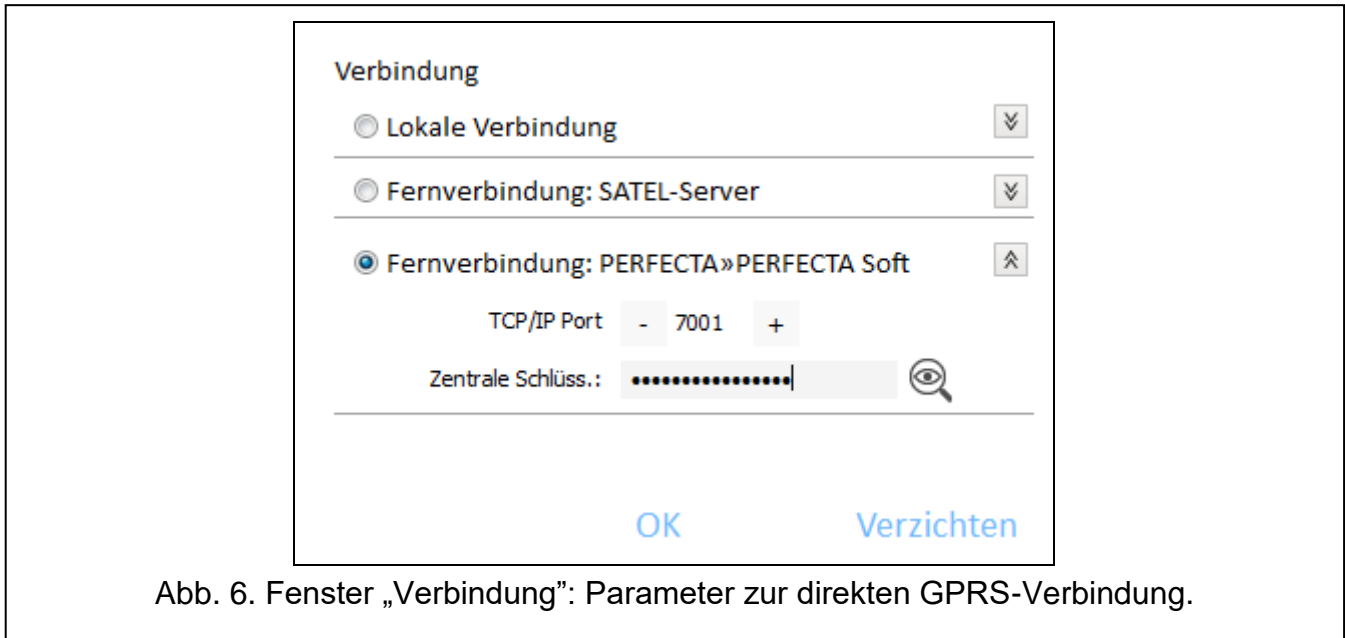 Verbindung
Lokale Verbindung
Fernverbindung: SATEL-Server
Fernverbindung: PERFECTA»PERFECTA Soft
TCP/IP Port - 7001 +
Zentrale Schlüss.: ••••••••••••••••
OK Verzichten
Abb. 6. Fenster „Verbindung”: Parameter zur direkten GPRS-Verbindung.